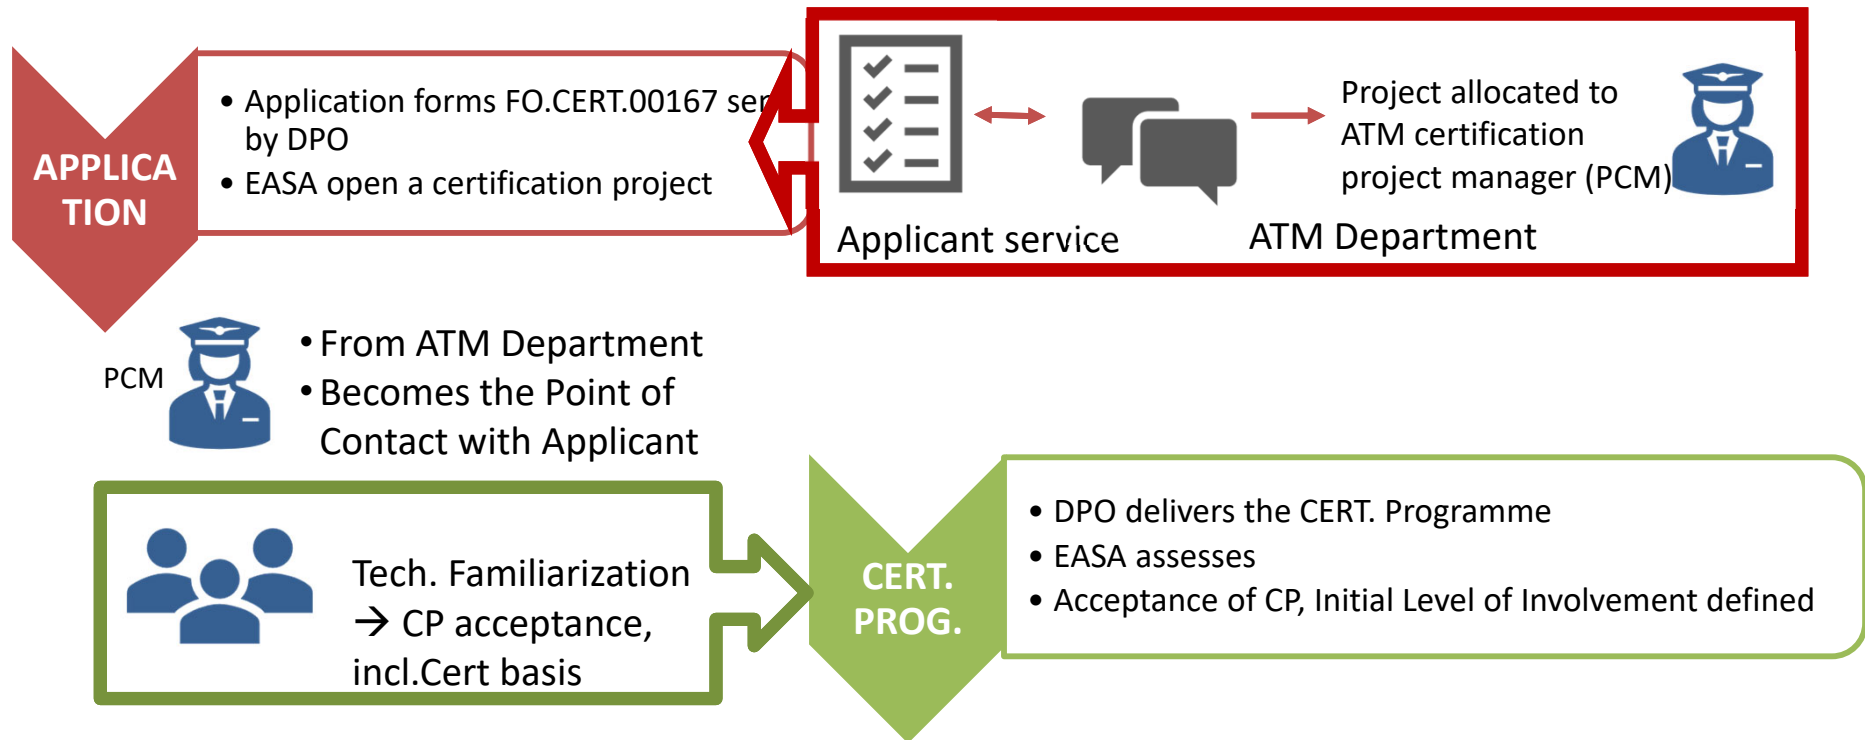 APPLICA
TION
• Application forms FO.CERT.00167 sen
by DPO
• EASA open a certification project
Applicant service
ATM Department
Project allocated to
ATM certification
project manager (PCM)
PCM
• From ATM Department
• Becomes the Point of
Contact with Applicant
Tech. Familiarization
→ CP acceptance,
incl.Cert basis
CERT.
PROG.
• DPO delivers the CERT. Programme
• EASA assesses
• Acceptance of CP, Initial Level of Involvement defined